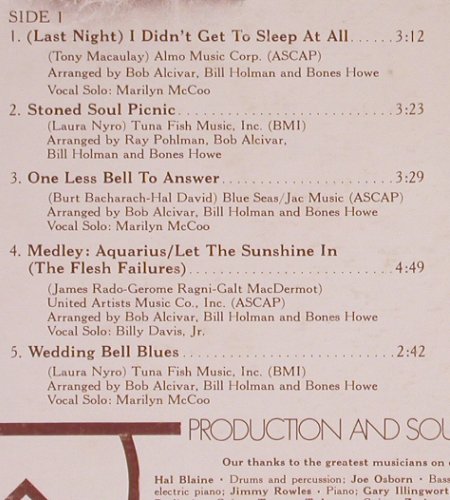 SIDE 1
1. (Last Night) I Didn't Get To Sleep At All......3:12
(Tony Macaulay) Almo Music Corp. (ASCAP)
Arranged by Bob Alcivar, Bill Holman and Bones Howe
Vocal Solo: Marilyn McCoo
2. Stoned Soul Picnic........................3:23
(Laura Nyro) Tuna Fish Music, Inc. (BMI)
Arranged by Ray Pohlman, Bob Alcivar,
Bill Holman and Bones Howe
3. One Less Bell To Answer....................3:29
(Burt Bacharach-Hal David) Blue Seas/Jac Music (ASCAP)
Arranged by Bob Alcivar, Bill Holman and Bones Howe
Vocal Solo: Marilyn McCoo
4. Medley: Aquarius/Let The Sunshine In
(The Flesh Failures)........................4:49
(James Rado-Gerome Ragni-Galt MacDermot)
United Artists Music Co., Inc. (ASCAP)
Arranged by Bob Alcivar, Bill Holman and Bones Howe
Vocal Solo: Billy Davis, Jr.
5. Wedding Bell Blues........................2:42
(Laura Nyro) Tuna Fish Music, Inc. (BMI)
Arranged by Bob Alcivar, Bill Holman and Bones Howe
Vocal Solo: Marilyn McCoo
PRODUCTION AND SOU
Our thanks to the greatest musicians on
Hal Blaine · Drums and percussion; Joe Osborn · Bass
electric piano; Jimmy Rowles · Piano; Gary Illingwort